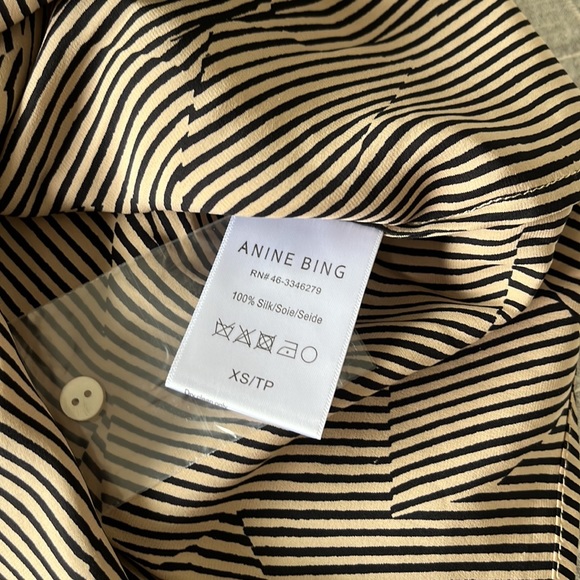 ANINE BING
RN# 46-3346279
100% Silk/Soie/Seide
XS/TP